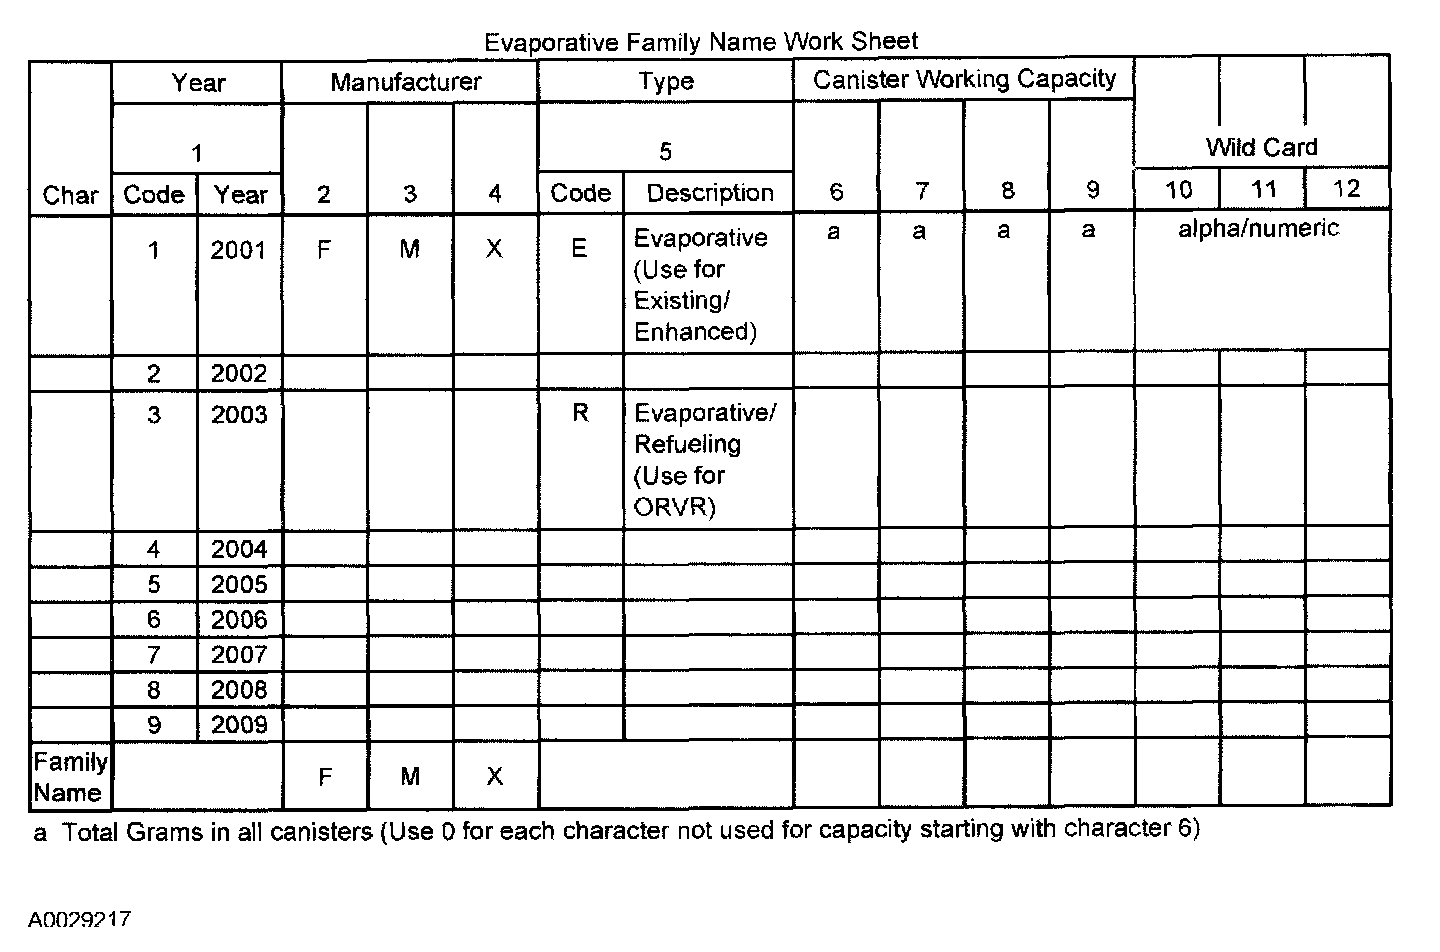 Evaporative Family Name Work Sheet
Year Manufacturer Type Canister Working Capacity
1 5 Wild Card
Char Code Year 2 3 4 Code Description 6 7 8 9 10 11 12
1 2001 F M X E Evaporative a a a a alpha/numeric
(Use for
Existing/
Enhanced)
2 2002
3 2003 R Evaporative/
Refueling
(Use for
ORVR)
4 2004
5 2005
6 2006
7 2007
8 2008
9 2009
Family
Name F M X
a Total Grams in all canisters (Use 0 for each character not used for capacity starting with character 6)
A0029217